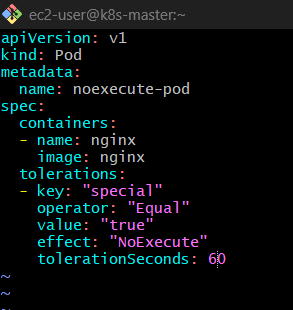 ec2-user@k8s-master:~
apiVersion: v1
kind: Pod
metadata:
  name: noexecute-pod
spec:
  containers:
  - name: nginx
    image: nginx
  tolerations:
  - key: "special"
    operator: "Equal"
    value: "true"
    effect: "NoExecute"
    tolerationSeconds: 60
~
~
~